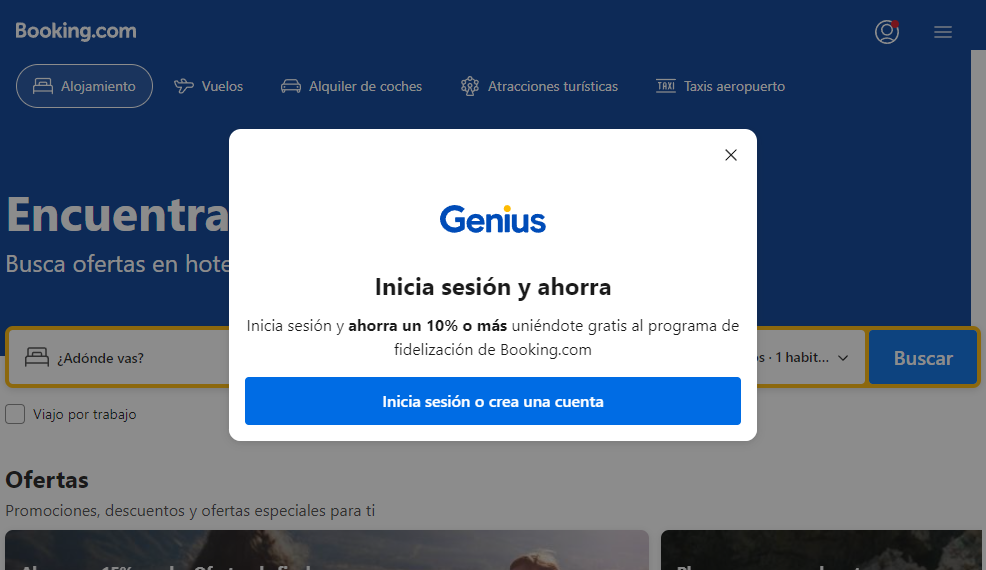 Booking.com
Alojamiento
Vuelos
Alquiler de coches
Atracciones turísticas
TAXI Taxis aeropuerto
Encuentra
Busca ofertas en hote
Genius
Inicia sesión y ahorra
Inicia sesión y ahorra un 10% o más uniéndote gratis al programa de
fidelización de Booking.com
Inicia sesión o crea una cuenta
¿Adónde vas?
· 1 habit...
Buscar
Viajo por trabajo
Ofertas
Promociones, descuentos y ofertas especiales para ti